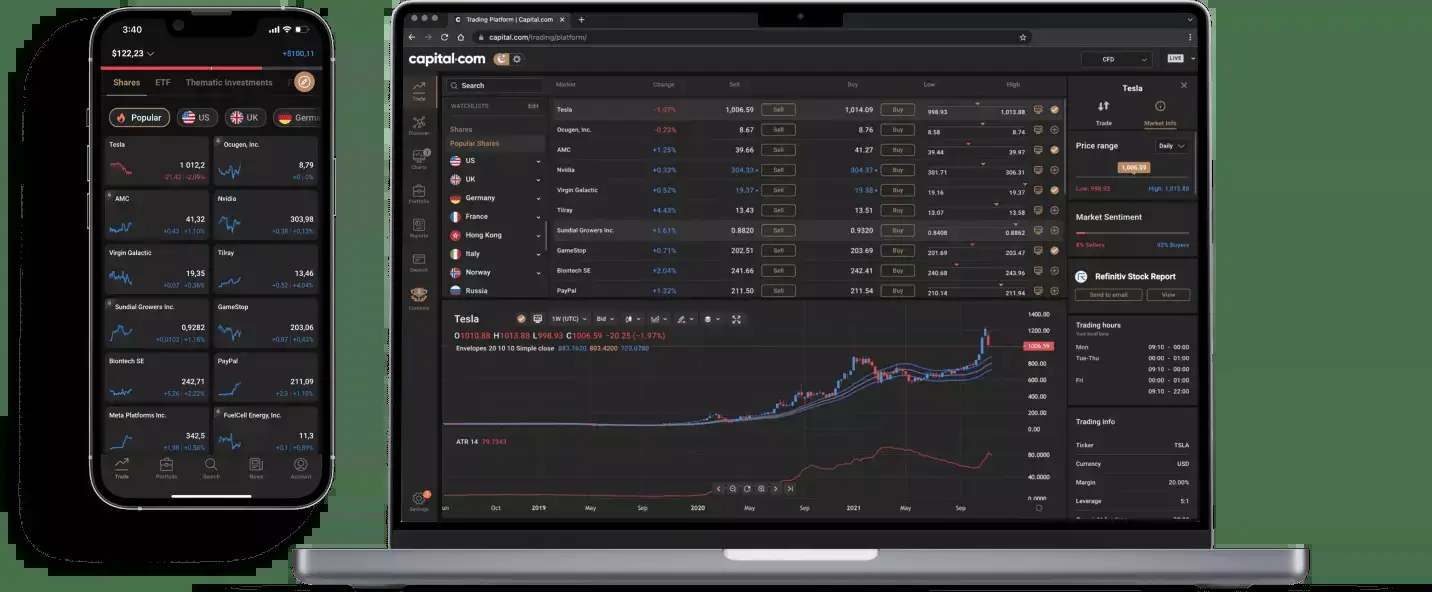 3:40
$122,23 +$100,11
Shares ETF Thematic Investments F
Popular US UK Germ
Tesla
1 012,2
-21,42 | -2,09%
Ocugen, Inc.
8,79
+0 | 0%
AMC
41,32
+0,43 | +1,10%
Nvidia
303,98
+0,38 | +0,13%
Virgin Galactic
19,35
+0,07 | +0,36%
Tilray
13,46
+0,52 | +4,04%
Sundial Growers Inc.
0,9282
+0,0102 | +1,18%
GameStop
203,06
+0,87 | +0,43%
Biontech SE
242,71
+5,26 | +2,22%
PayPal
211,09
+2,3 | +1,10%
Meta Platforms Inc.
342,5
+1,98 | +0,58%
FuelCell Energy, Inc.
11,3
+0,1 | +0,89%
Trade Portfolio Search News Account
Trading Platform | Capital.com
capital.com/trading/platform/
capital.com
CFD LIVE
Trade
Discover
Charts
Portfolio
Reports
Settings
Search
WATCHLISTS Edit
Shares
Popular Shares
US
UK
Germany
France
Hong Kong
Italy
Norway
Russia
Market Change Sell Buy Low High
Tesla -1.97% 1,006.59 Sell 1,014.09 Buy 998.93 1,013.88
Ocugen, Inc. -0.23% 8.67 Sell 8.76 Buy 8.58 8.74
AMC +1.25% 39.66 Sell 41.27 Buy 39.44 39.97
Nvidia +0.33% 304.33 Sell 304.37 Buy 301.71 306.31
Virgin Galactic +0.52% 19.37 Sell 19.38 Buy 19.16 19.37
Tilray +4.43% 13.43 Sell 13.51 Buy 13.07 13.58
Sundial Growers Inc. +1.61% 0.8820 Sell 0.9320 Buy 0.8408 0.8862
GameStop +0.71% 202.51 Sell 203.69 Buy 201.69 203.47
Biontech SE +2.04% 241.66 Sell 242.41 Buy 240.68 243.96
PayPal +1.32% 211.50 Sell 211.54 Buy 210.14 211.94
Tesla 1W (UTC) Bid
O1010.88 H1013.88 L998.93 C1006.59 -20.25 (-1.97%)
Envelopes 20 10 10 Simple close 883.7620 803.4200 723.0780
1400.00
1200.00
1006.59
800.00
600.00
400.00
200.00
0.00
ATR 14 79.7343
80.0000
40.0000
0.0000
un Oct 2019 May Sep 2020 May Sep 2021 May Sep
Tesla
Trade Market Info
Price range Daily
1,006.59
Low: 998.93 High: 1,013.88
Market Sentiment
8% Sellers 92% Buyers
Refinitiv Stock Report
Send to email View
Trading hours
Your local time
Mon 09:10 - 00:00
Tue-Thu 00:00 - 01:00
09:10 - 00:00
Fri 00:00 - 01:00
09:10 - 22:00
Trading info
Ticker TSLA
Currency USD
Margin 20.00%
Leverage 5:1